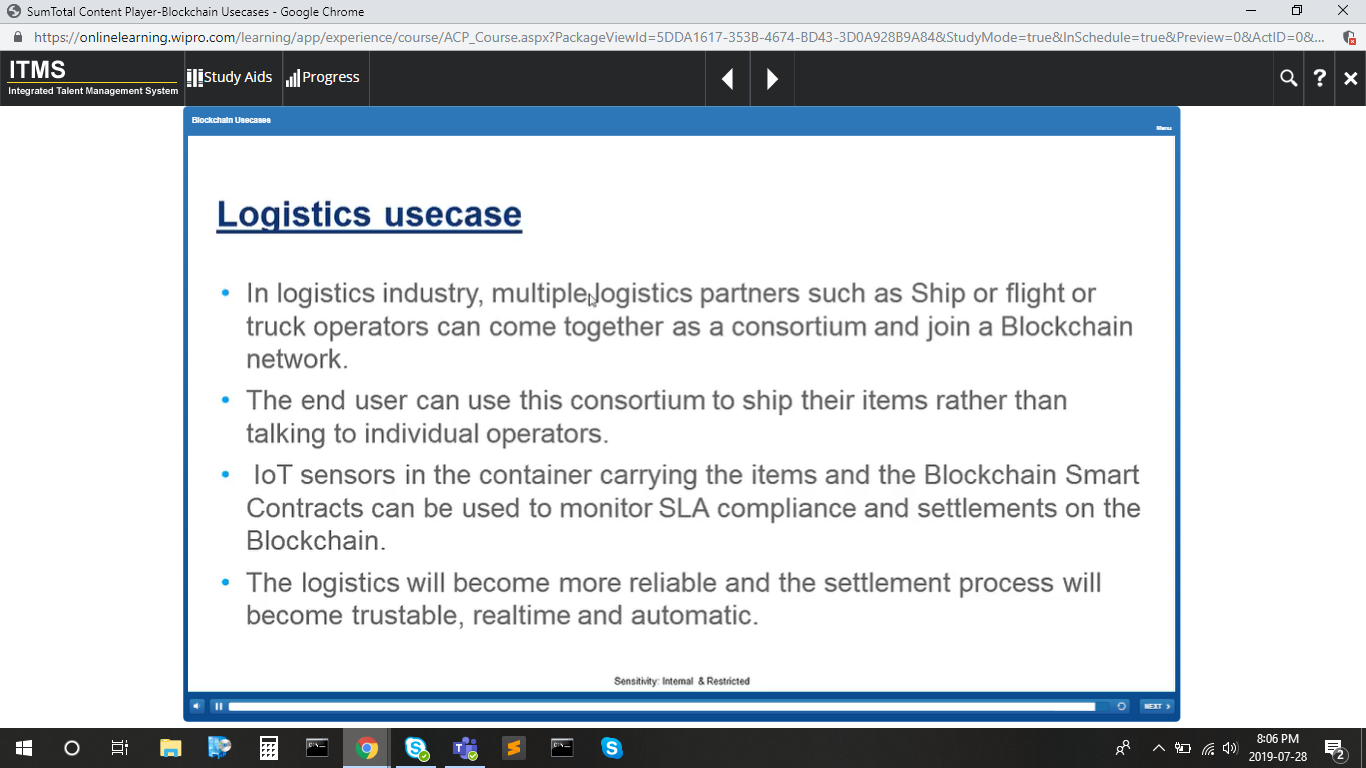 SumTotal Content Player-Blockchain Usecases - Google Chrome
https://onlinelearning.wipro.com/learning/app/experience/course/ACP_Course.aspx?PackageViewId=5DDA1617-353B-4674-BD43-3D0A928B9A84&StudyMode=true&InSchedule=true&Preview=0&ActID=0&...
ITMS
Integrated Talent Management System
Study Aids
Progress
Blockchain Usecases
Menu
Logistics usecase
• In logistics industry, multiple logistics partners such as Ship or flight or
truck operators can come together as a consortium and join a Blockchain
network.
• The end user can use this consortium to ship their items rather than
talking to individual operators.
• IoT sensors in the container carrying the items and the Blockchain Smart
Contracts can be used to monitor SLA compliance and settlements on the
Blockchain.
• The logistics will become more reliable and the settlement process will
become trustable, realtime and automatic.
Sensitivity: Internal & Restricted
NEXT >
8:06 PM
2019-07-28
2